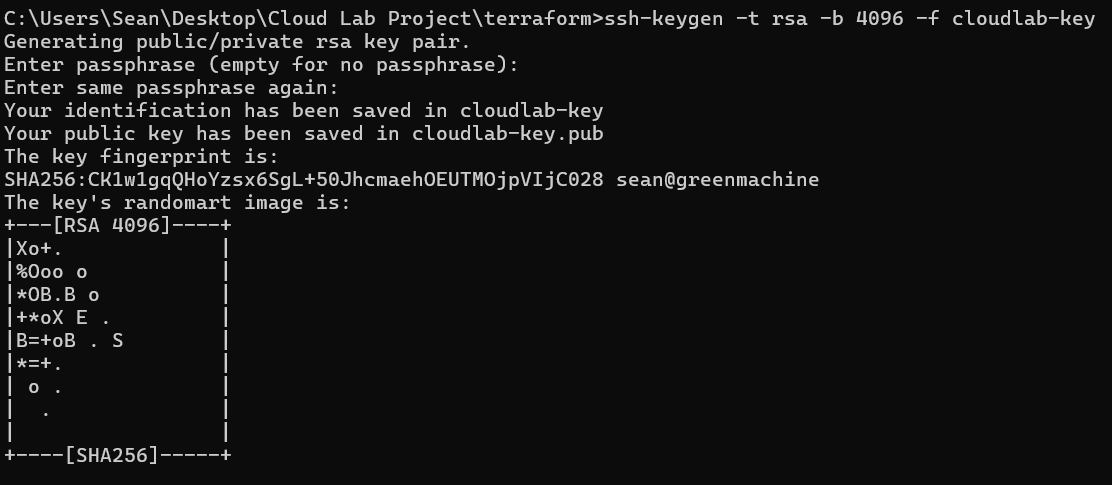 C:\Users\Sean\Desktop\Cloud Lab Project\terraform>ssh-keygen -t rsa -b 4096 -f cloudlab-key
Generating public/private rsa key pair.
Enter passphrase (empty for no passphrase):
Enter same passphrase again:
Your identification has been saved in cloudlab-key
Your public key has been saved in cloudlab-key.pub
The key fingerprint is:
SHA256:CK1w1gqQHoYzsx6SgL+50JhcmaehOEUTMOjpVIjC028 sean@greenmachine
The key's randomart image is:
+---[RSA 4096]----+
|Xo+.             |
|%Ooo o           |
|*OB.B o          |
|+*oX E .         |
|B=+oB . S        |
|*=+.             |
| o .             |
|  .              |
|                 |
+----[SHA256]-----+